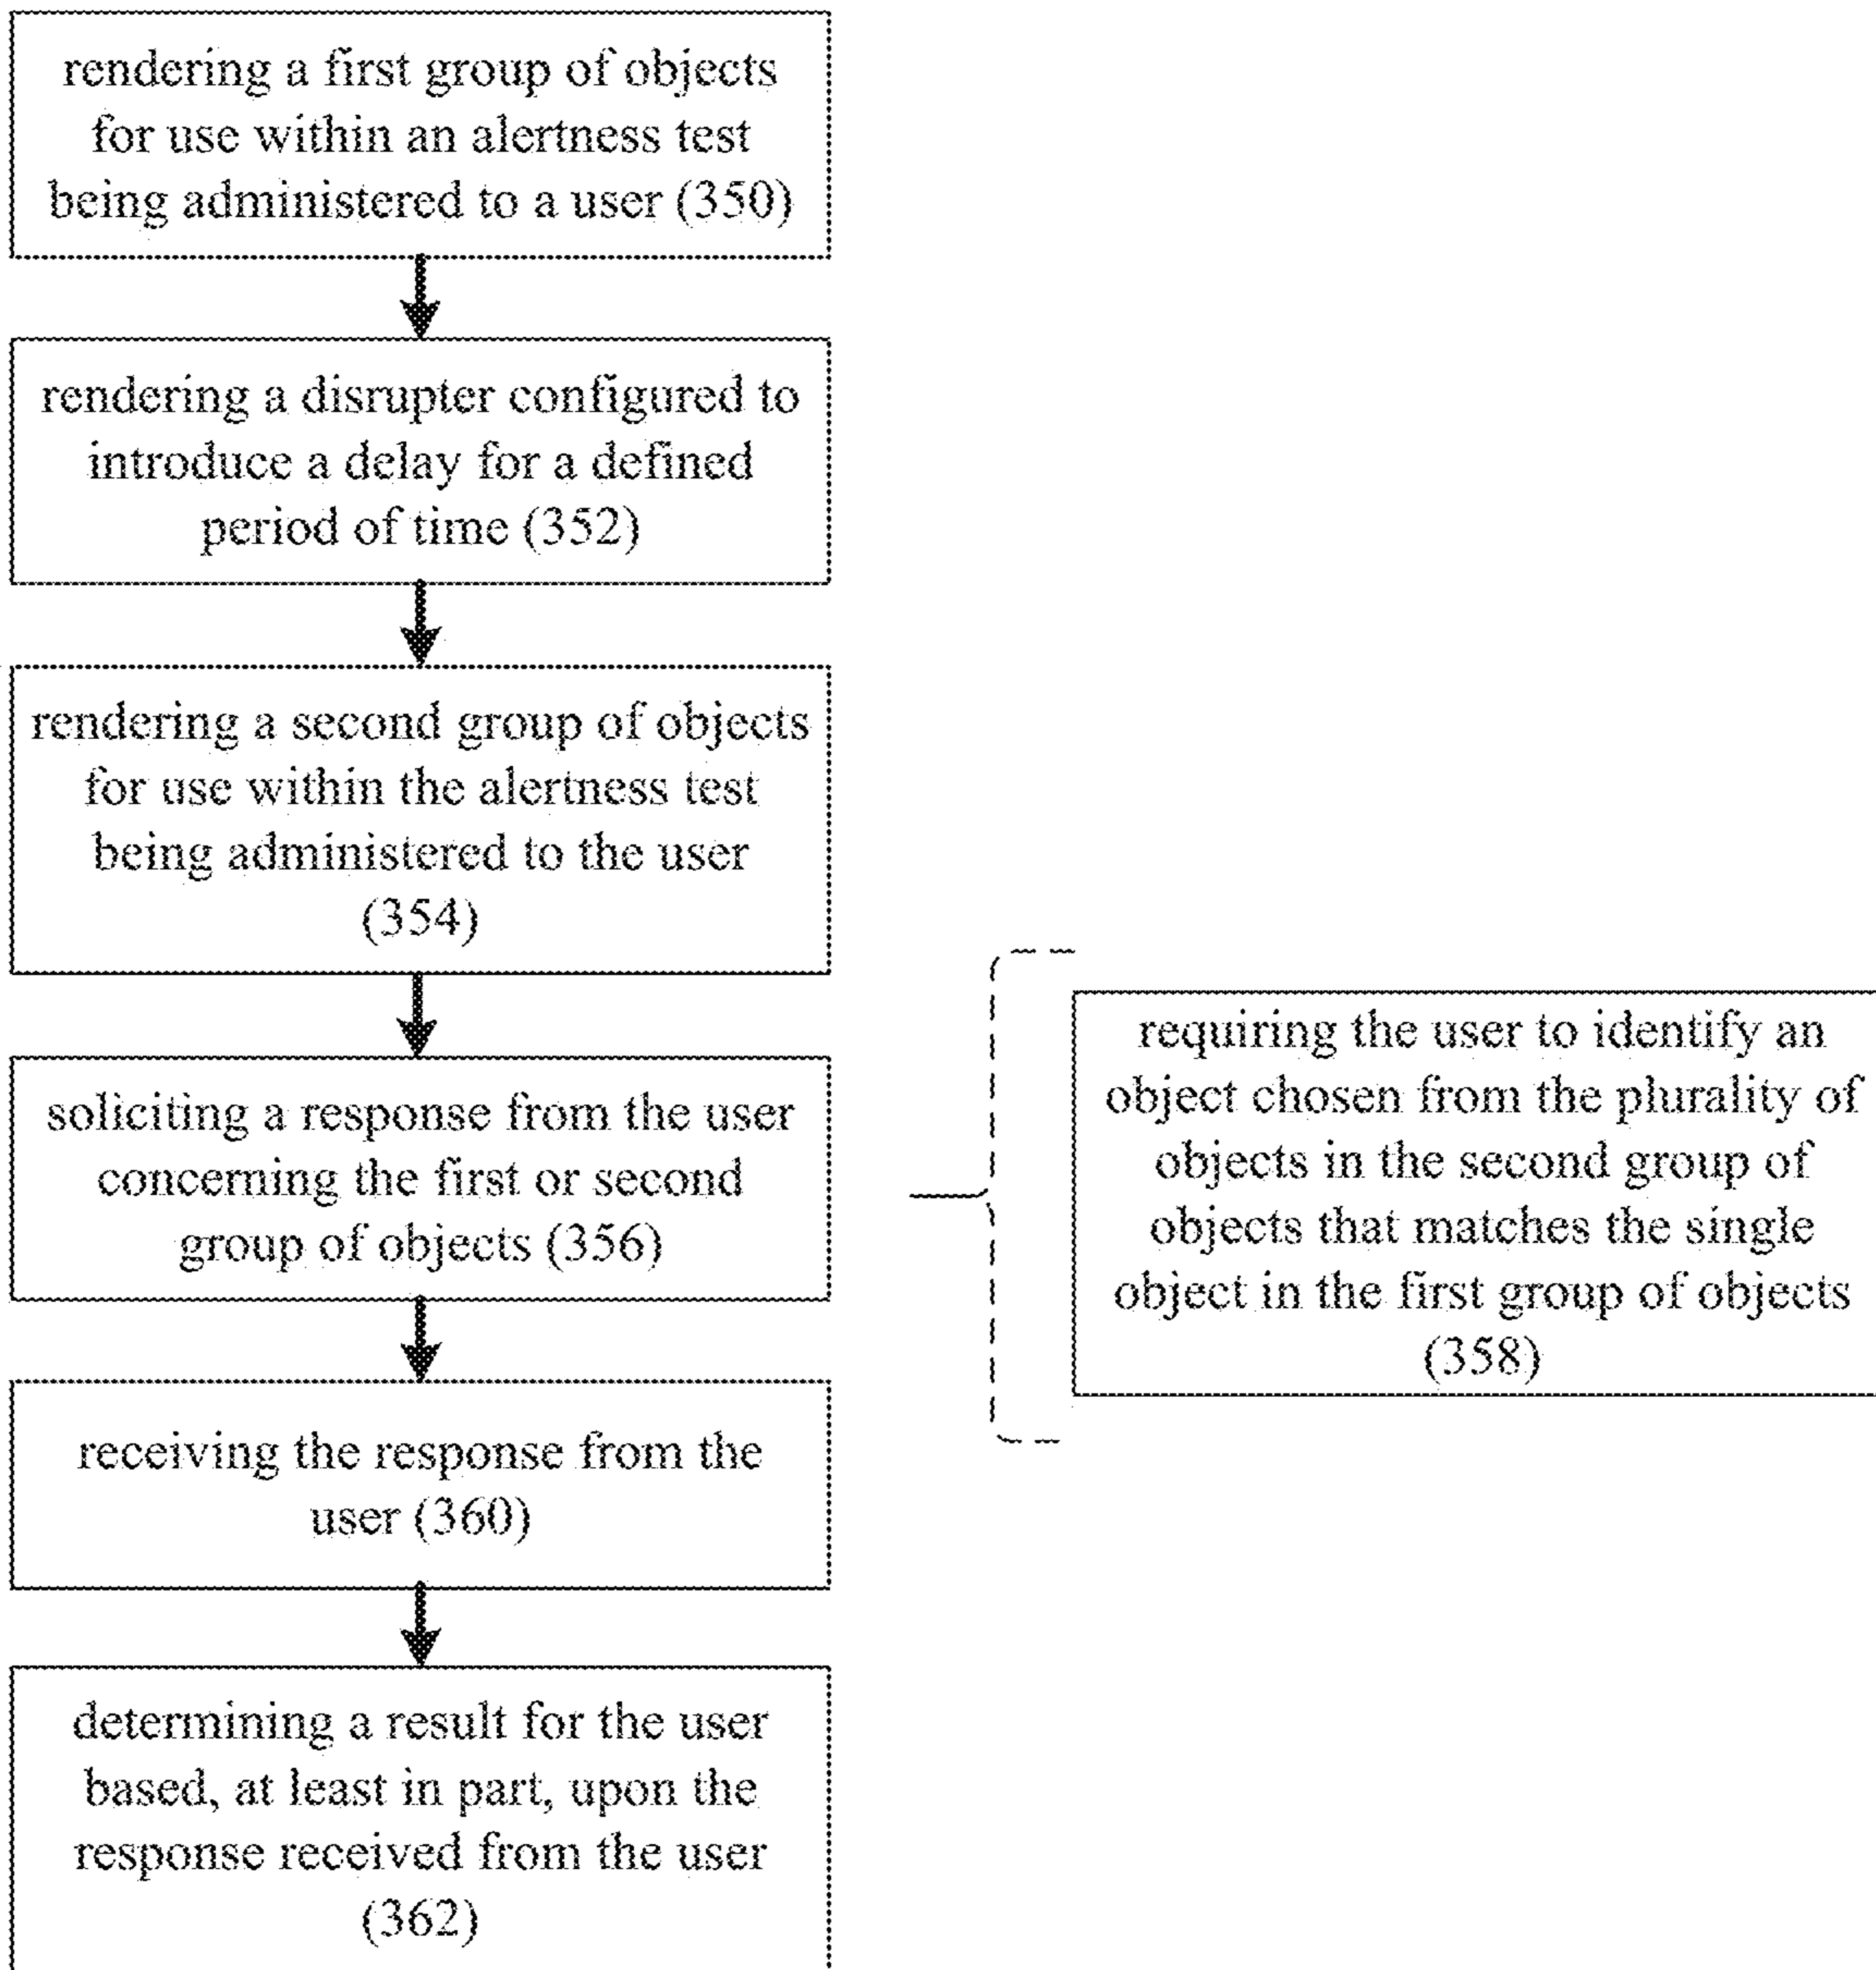 rendering a first group of objects
for use within an alertness test
being administered to a user (350)
rendering a disrupter configured to
introduce a delay for a defined
period of time (352)
rendering a second group of objects
for use within the alertness test
being administered to the user
(354)
soliciting a response from the user
concerning the first or second
group of objects (356)
requiring the user to identify an
object chosen from the plurality of
objects in the second group of
objects that matches the single
object in the first group of objects
(358)
receiving the response from the
user (360)
determining a result for the user
based, at least in part, upon the
response received from the user
(362)